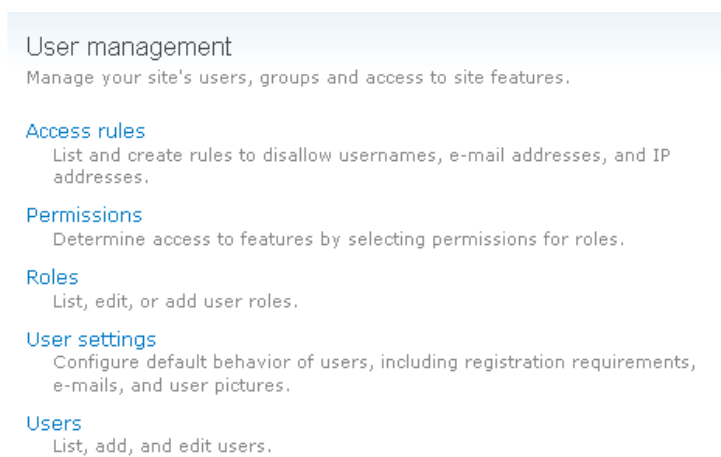 User management
Manage your site's users, groups and access to site features.
Access rules
List and create rules to disallow usernames, e-mail addresses, and IP
addresses.
Permissions
Determine access to features by selecting permissions for roles.
Roles
List, edit, or add user roles.
User settings
Configure default behavior of users, including registration requirements,
e-mails, and user pictures.
Users
List, add, and edit users.